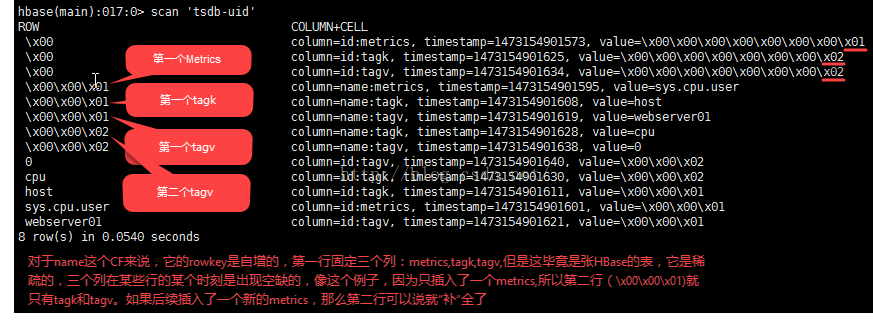 hbase(main):017:0> scan 'tsdb-uid'
ROW COLUMN+CELL
\x00 column=id:metrics, timestamp=1473154901573, value=\x00\x00\x00\x00\x00\x00\x00\x01
\x00 column=id:tagk, timestamp=1473154901625, value=\x00\x00\x00\x00\x00\x00\x00\x02
\x00 column=id:tagv, timestamp=1473154901634, value=\x00\x00\x00\x00\x00\x00\x00\x02
\x00\x00\x01 column=name:metrics, timestamp=1473154901595, value=sys.cpu.user
\x00\x00\x01 column=name:tagk, timestamp=1473154901608, value=host
\x00\x00\x01 column=name:tagv, timestamp=1473154901619, value=webserver01
\x00\x00\x02 column=name:tagk, timestamp=1473154901628, value=cpu
\x00\x00\x02 column=name:tagv, timestamp=1473154901638, value=0
0 column=id:tagv, timestamp=1473154901640, value=\x00\x00\x02
cpu column=id:tagk, timestamp=1473154901630, value=\x00\x00\x02
host column=id:tagk, timestamp=1473154901611, value=\x00\x00\x01
sys.cpu.user column=id:metrics, timestamp=1473154901601, value=\x00\x00\x01
webserver01 column=id:tagv, timestamp=1473154901621, value=\x00\x00\x01
8 row(s) in 0.0540 seconds
第一个Metrics
第一个tagk
第一个tagv
第二个tagv
对于name这个CF来说，它的rowkey是自增的，第一行固定三个列：metrics,tagk,tagv,但是这毕竟是张HBase的表，它是稀
疏的，三个列在某些行的某个时刻是出现空缺的，像这个例子，因为只插入了一个metrics,所以第二行（\x00\x00\x01)就
只有tagk和tagv。如果后续插入了一个新的metrics，那么第二行可以说就“补”全了